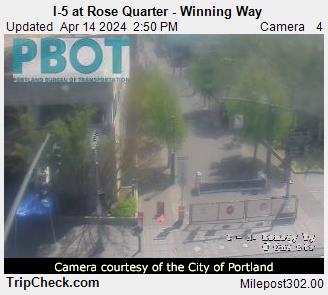 I-5 at Rose Quarter - Winning Way
Updated Apr 14 2024 2:50 PM Camera 4
PBOT
PORTLAND BUREAU OF TRANSPORTATION
Camera courtesy of the City of Portland
TripCheck.com Milepost302.00